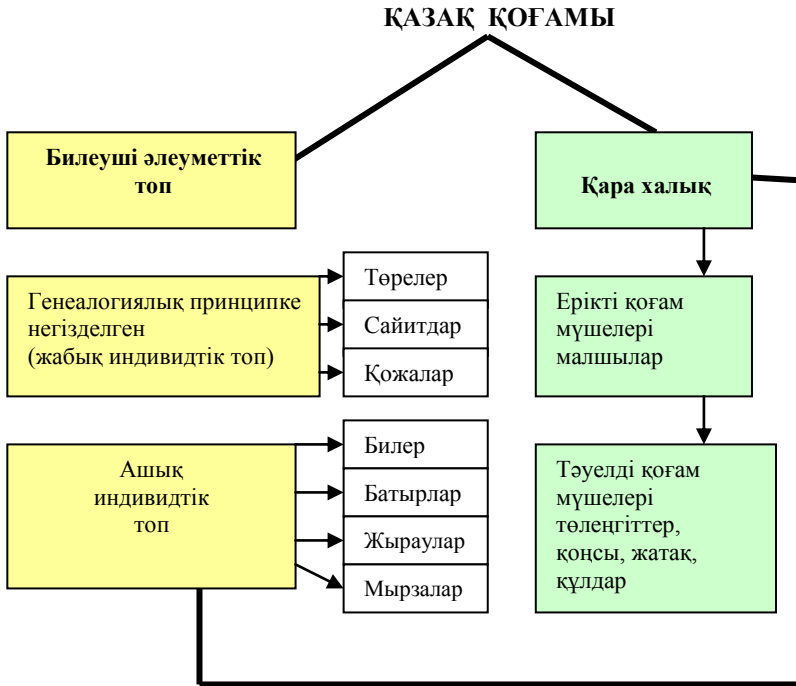 ҚАЗАҚ ҚОҒАМЫ
Билеуші әлеуметтік
топ
Қара халық
Генеалогиялық принципке
негізделген
(жабық индивидтік топ)
Төрелер
Сайитдар
Қожалар
Ерікті қоғам
мүшелері
малшылар
Ашық
индивидтік
топ
Билер
Батырлар
Жыраулар
Мырзалар
Тәуелді қоғам
мүшелері
төлеңгіттер,
қоңсы, жатақ,
құлдар